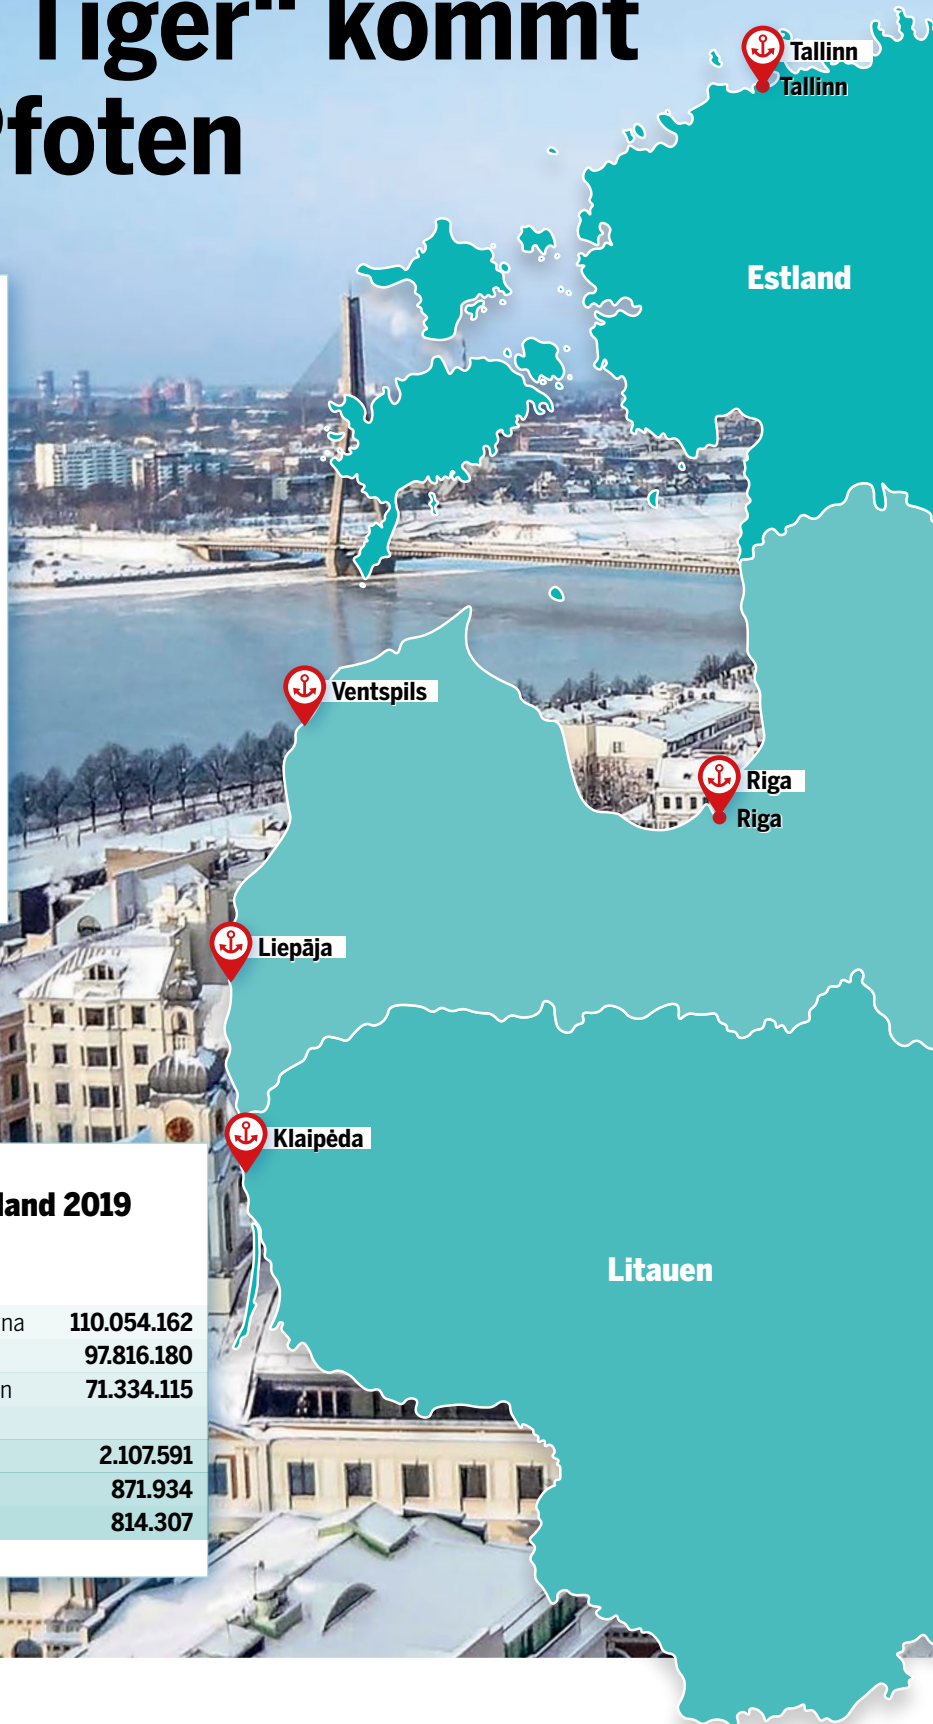 Tiger“ kommt
Pfoten
Tallinn
Tallinn
Estland
Ventspils
Riga
Riga
Liepāja
Klaipėda
Litauen
land 2019
na 110.054.162
97.816.180
n 71.334.115
2.107.591
871.934
814.307